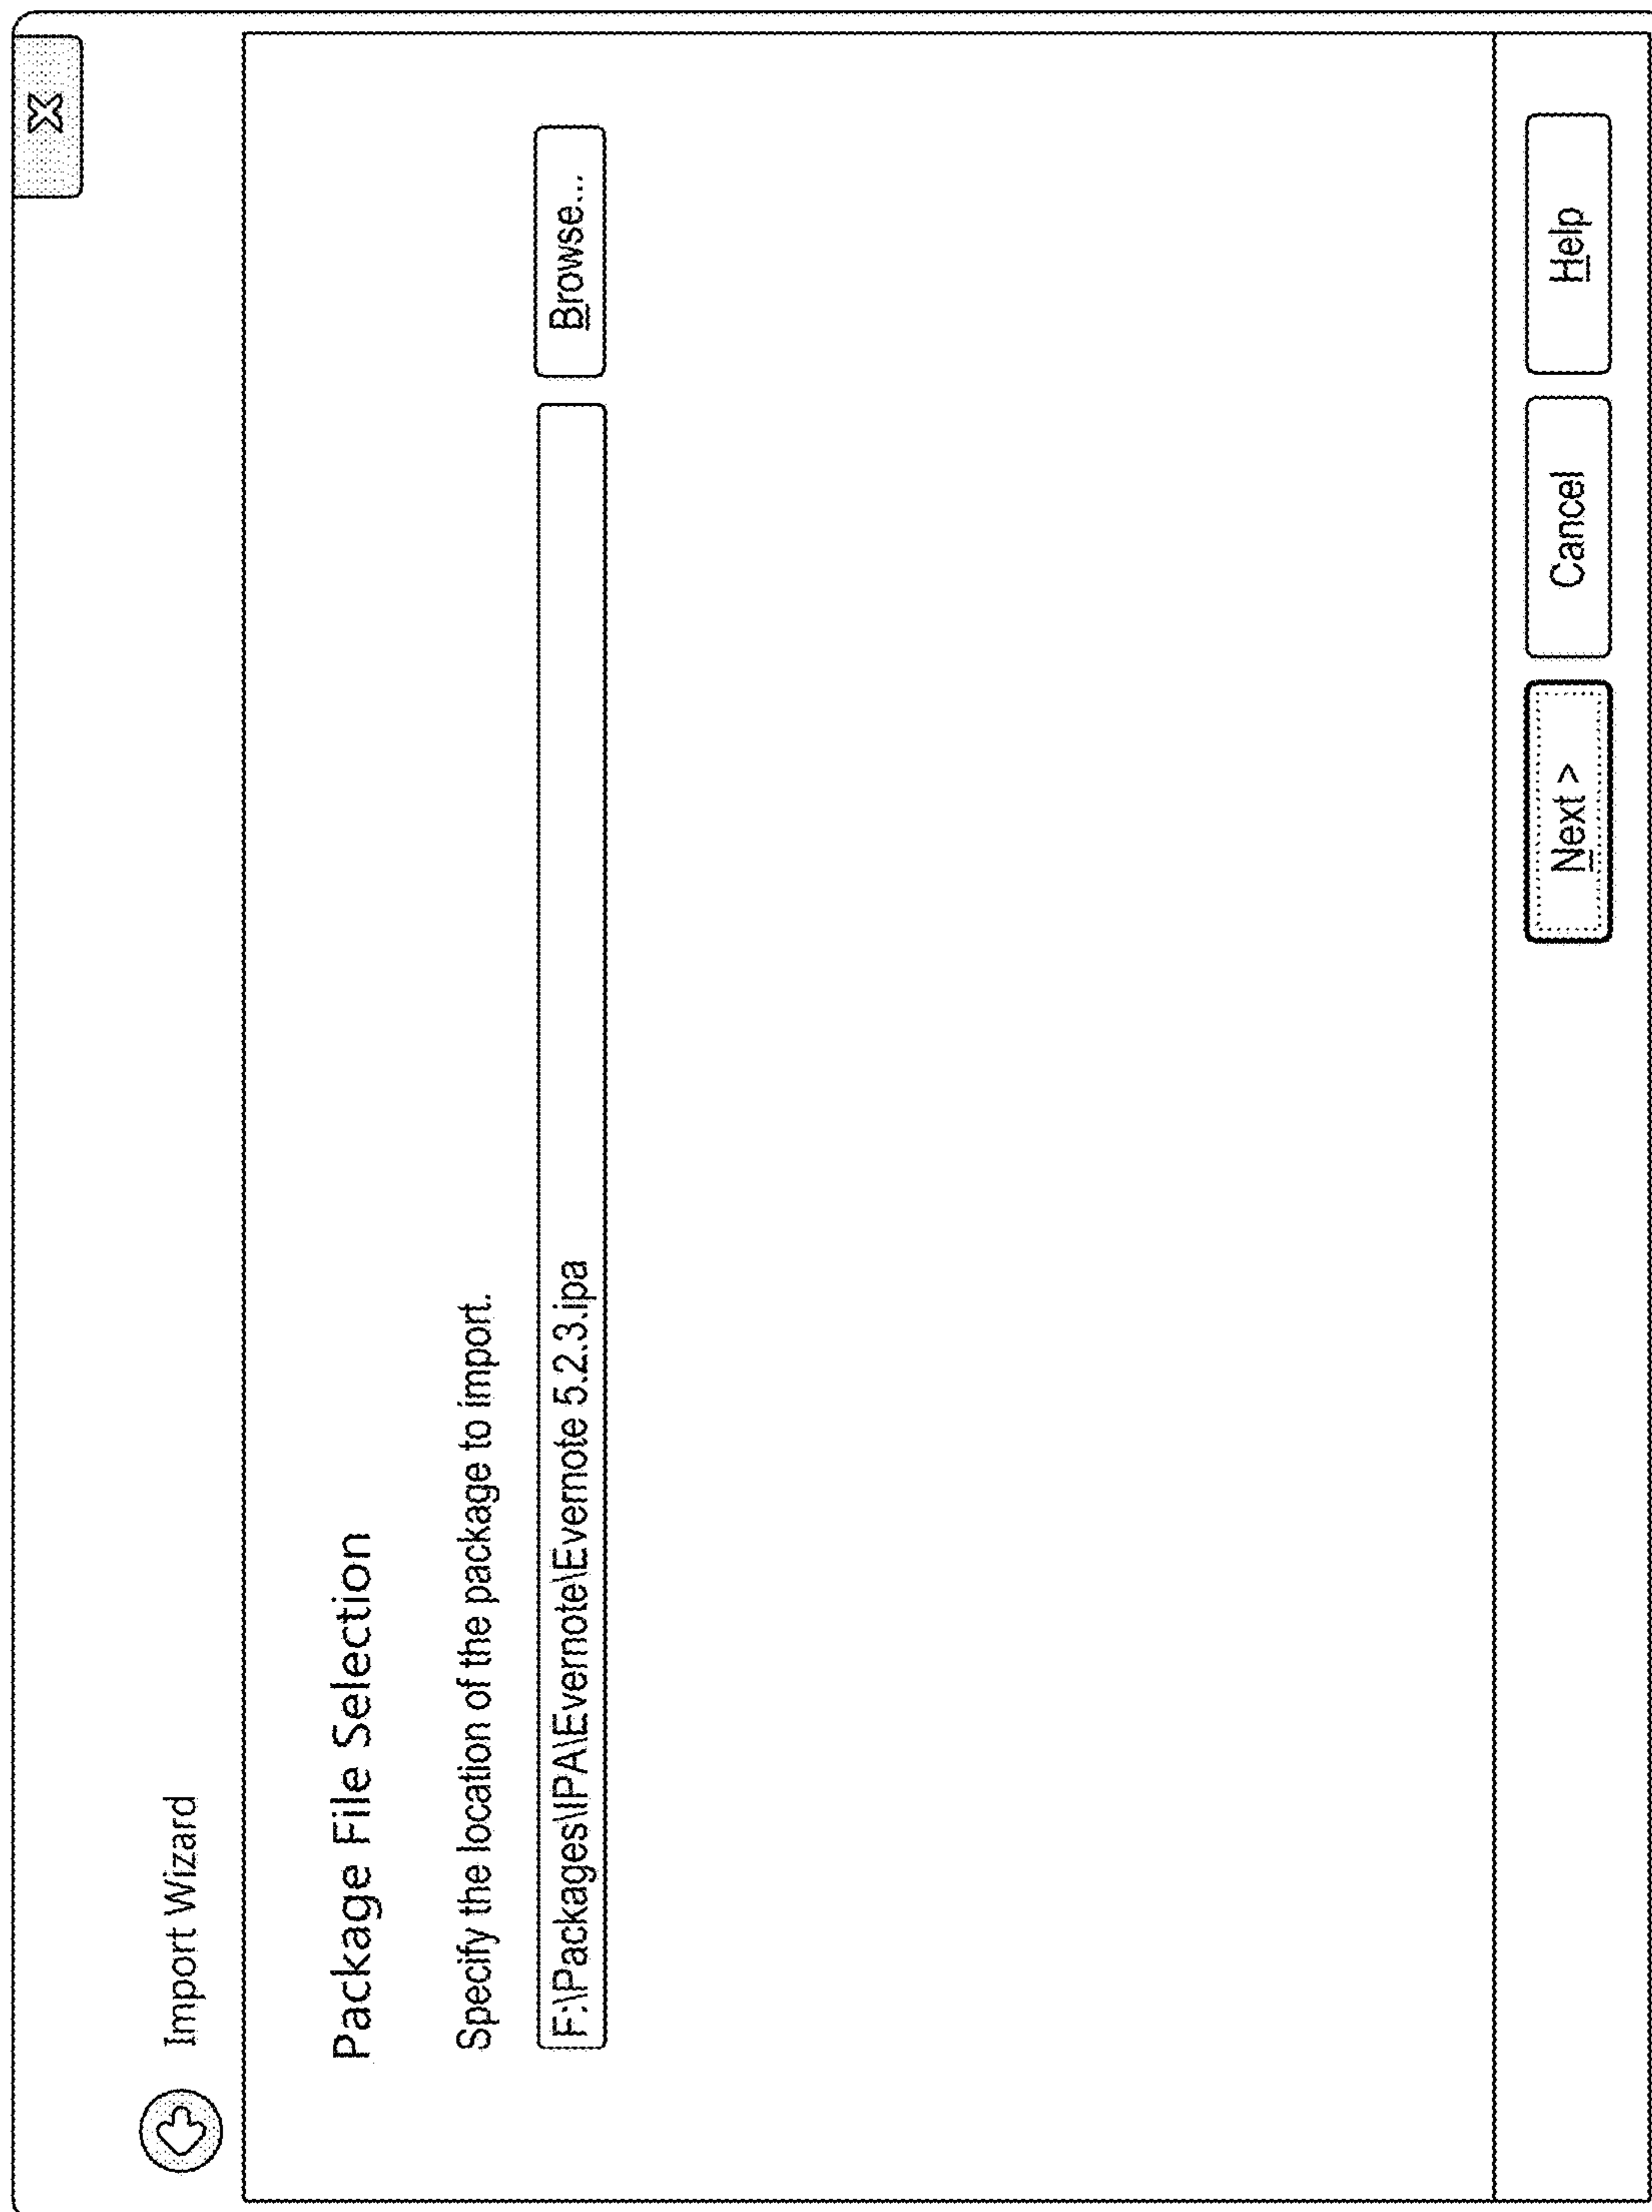 X
Import Wizard
Package File Selection
Specify the location of the package to import.
F:\Packages\IPA\Evernote\Evernote 5.2.3.ipa
Browse...
Next >
Cancel
Help